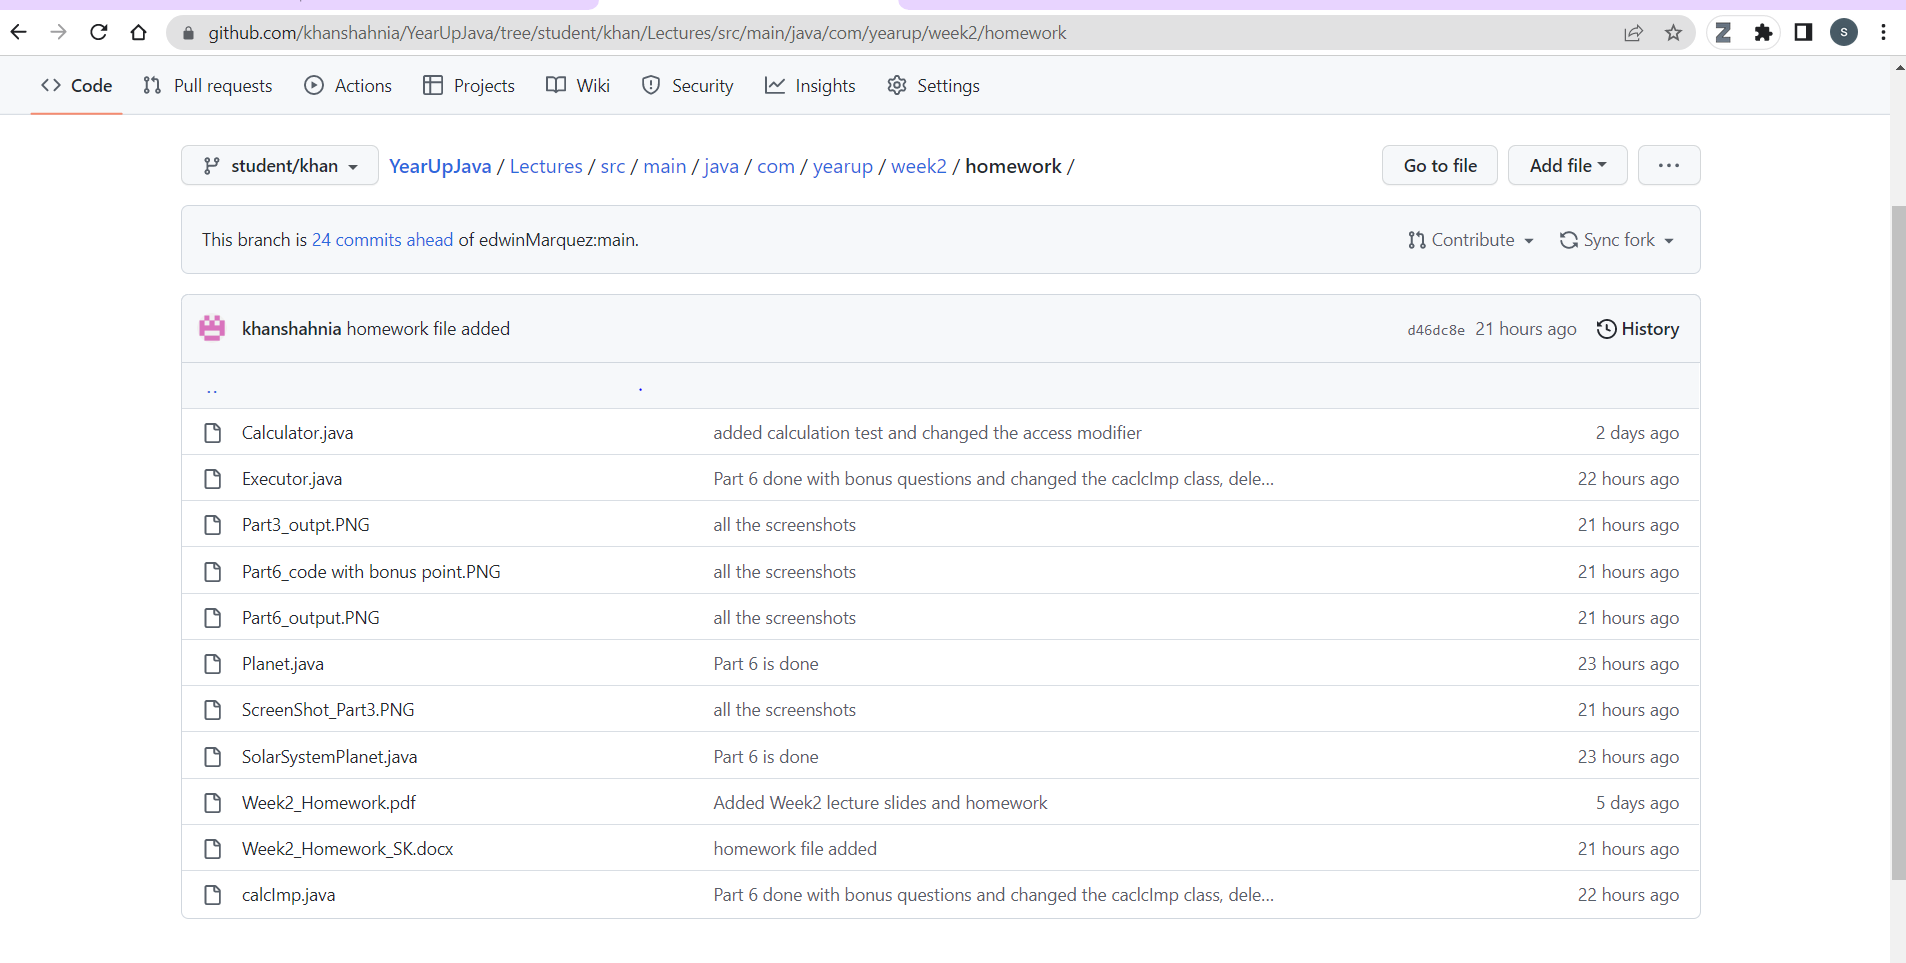 github.com/khanshahnia/YearUpJava/tree/student/khan/Lectures/src/main/java/com/yearup/week2/homework
Z S
Code Pull requests Actions Projects Wiki Security Insights Settings
student/khan YearUpJava / Lectures / src / main / java / com / yearup / week2 / homework / Go to file Add file ...
This branch is 24 commits ahead of edwinMarquez:main. Contribute Sync fork
khanshahnia homework file added d46dc8e 21 hours ago History
.. .
Calculator.java added calculation test and changed the access modifier 2 days ago
Executor.java Part 6 done with bonus questions and changed the caclcImp class, dele... 22 hours ago
Part3_outpt.PNG all the screenshots 21 hours ago
Part6_code with bonus point.PNG all the screenshots 21 hours ago
Part6_output.PNG all the screenshots 21 hours ago
Planet.java Part 6 is done 23 hours ago
ScreenShot_Part3.PNG all the screenshots 21 hours ago
SolarSystemPlanet.java Part 6 is done 23 hours ago
Week2_Homework.pdf Added Week2 lecture slides and homework 5 days ago
Week2_Homework_SK.docx homework file added 21 hours ago
calcImp.java Part 6 done with bonus questions and changed the caclcImp class, dele... 22 hours ago